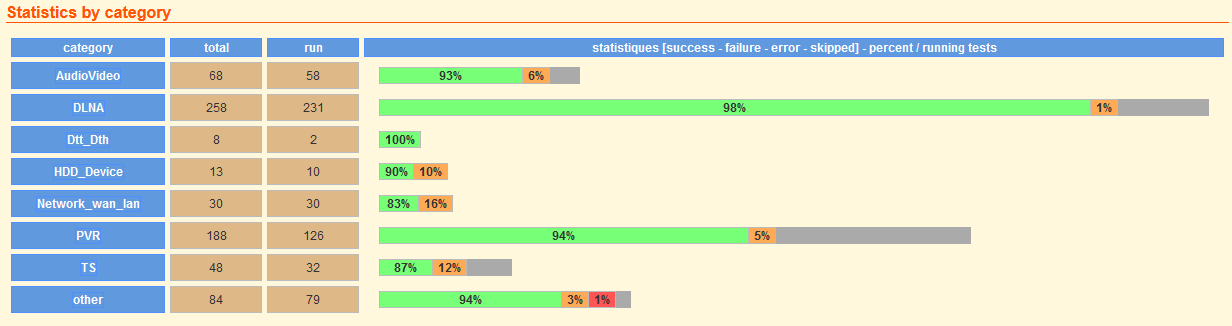 Statistics by category
category total run statistiques [success - failure - error - skipped] - percent / running tests
AudioVideo 68 58 93% 6%
DLNA 258 231 98% 1%
Dtt_Dth 8 2 100%
HDD_Device 13 10 90% 10%
Network_wan_lan 30 30 83% 16%
PVR 188 126 94% 5%
TS 48 32 87% 12%
other 84 79 94% 3% 1%